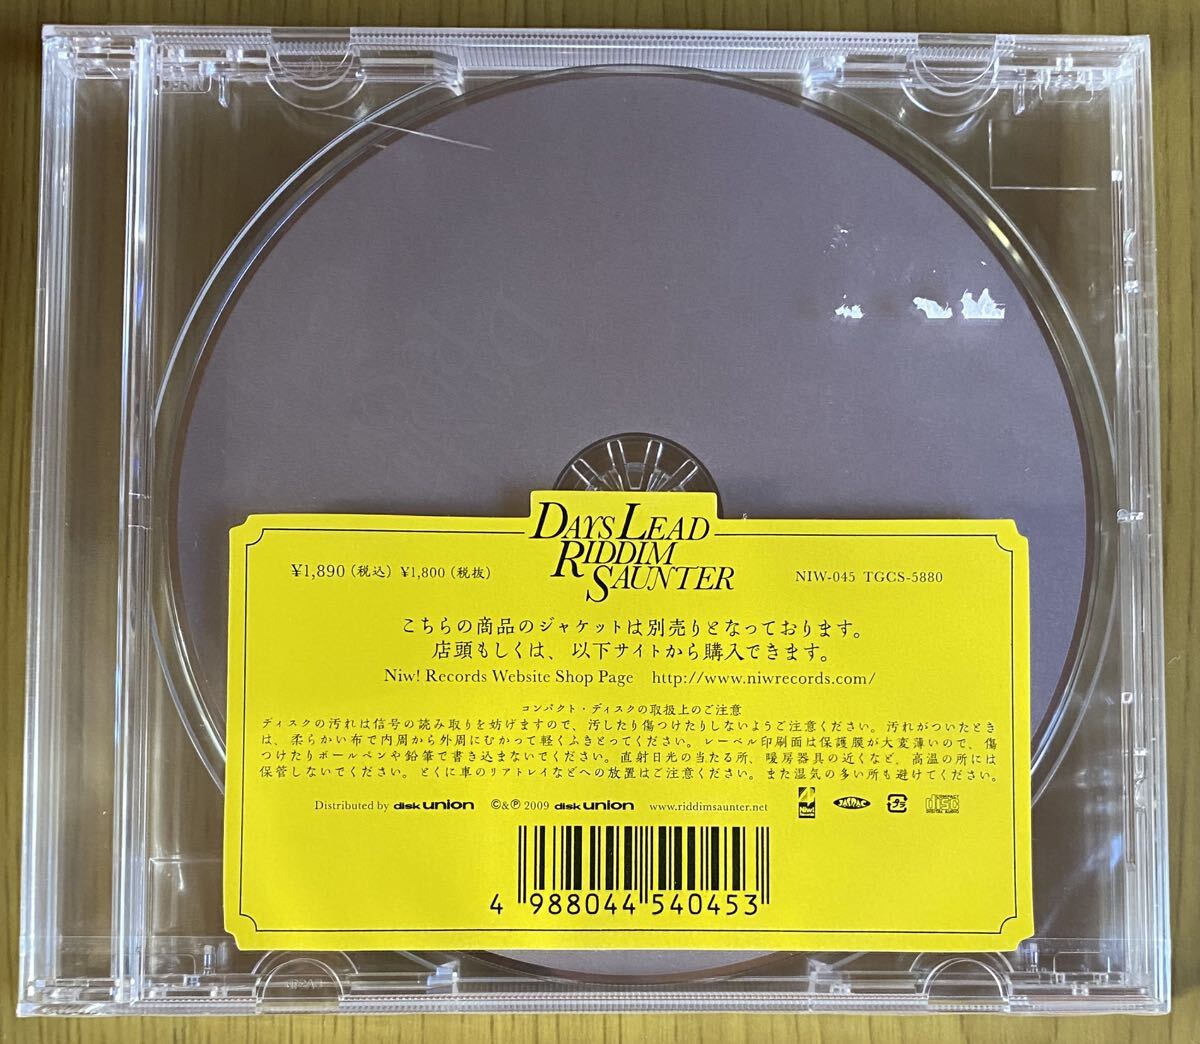 DAYS LEAD
RIDDIM
SAUNTER
¥1,890(税込) ¥1,800(税抜)
NIW-045 TGCS-5880
こちらの商品のジャケットは別売りとなっております。
店頭もしくは、以下サイトから購入できます。
Niw! Records Website Shop Page http://www.niwrecords.com/
コンパクト・ディスクの取扱上のご注意
ディスクの汚れは信号の読み取りを妨げますので、汚したり傷つけたりしないようご注意ください。汚れがついたとき
は、柔らかい布で内周から外周にむかって軽くふきとってください。レーベル印刷面は保護膜が大変薄いので、傷
つけたりボールペンや鉛筆で書き込まないでください。直射日光の当たる所、暖房器具の近くなど、高温の所には
保管しないでください。とくに車のリアトレイなどへの放置はご注意ください。また湿気の多い所も避けてください。
Distributed by disk union ©&℗ 2009 disk union www.riddimsaunter.net Niw! JASRAC COMPACT disc DIGITAL AUDIO
4 988044 540453